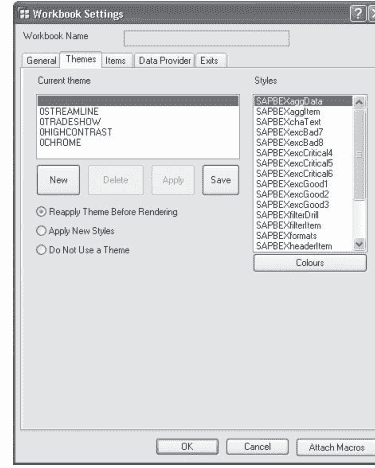 Workbook Settings
Workbook Name
General Themes Items Data Provider Exits
Current theme
0STREAMLINE
0TRADESHOW
0HIGHCONTRAST
0CHROME
New Delete Apply Save
Reapply Theme Before Rendering
Apply New Styles
Do Not Use a Theme
Styles
SAPBEXaggData
SAPBEXaggItem
SAPBEXchaText
SAPBEXexcBad7
SAPBEXexcBad8
SAPBEXexcCritical4
SAPBEXexcCritical5
SAPBEXexcCritical6
SAPBEXexcGood1
SAPBEXexcGood2
SAPBEXexcGood3
SAPBEXfilterDrill
SAPBEXfilterItem
SAPBEXformats
SAPBEXheaderItem
Colours
OK Cancel Attach Macros